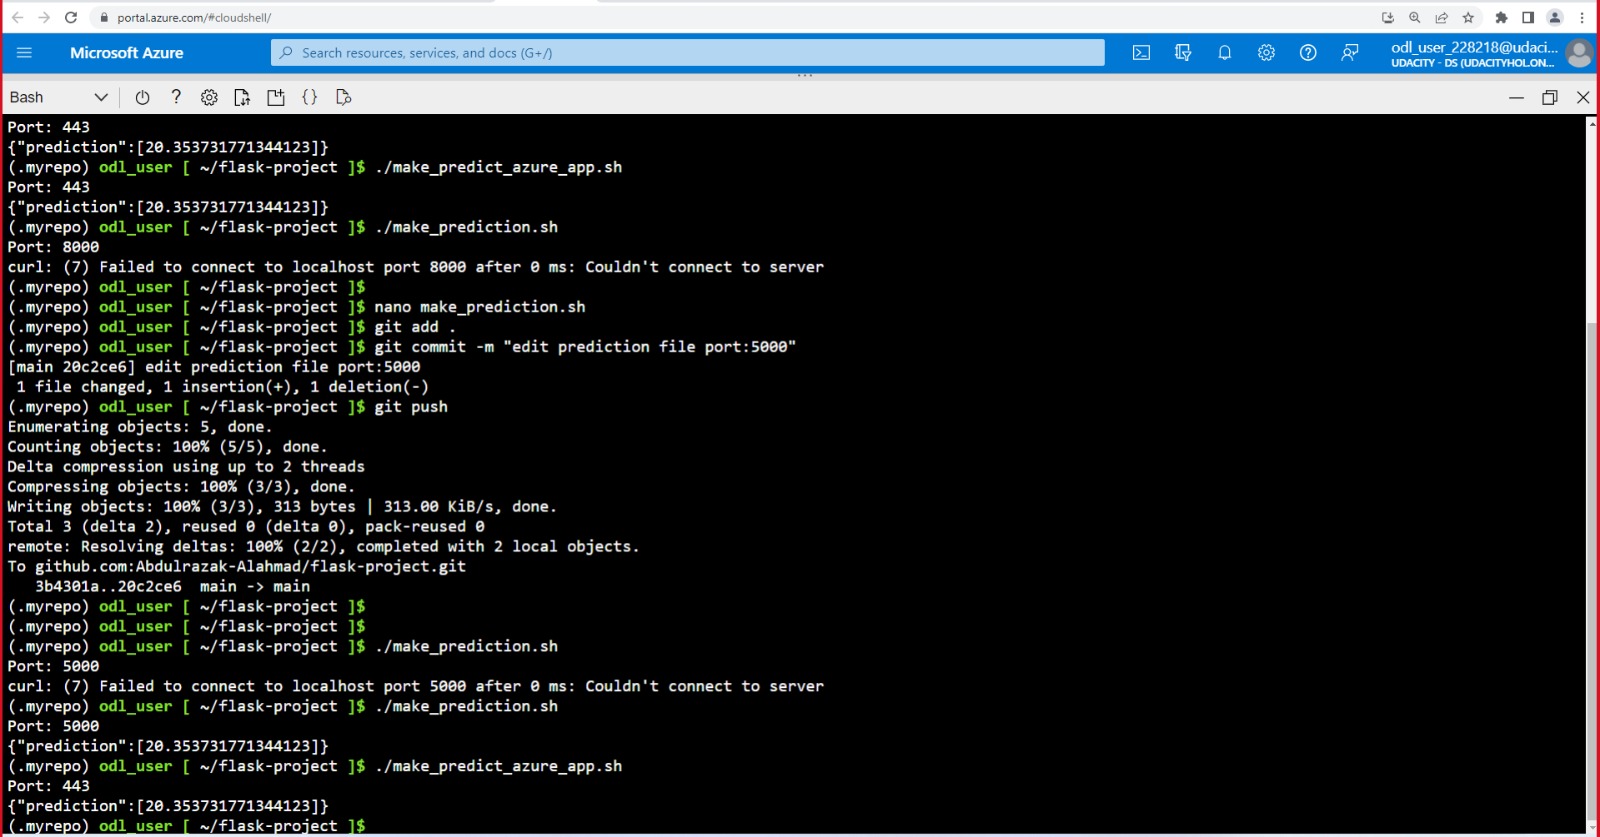 portal.azure.com/#cloudshell/
Microsoft Azure
Search resources, services, and docs (G+/)
odl_user_228218@udaci...
UDACITY - DS (UDACITYHOL.ON...
Bash
Port: 443
{"prediction":[20.353731771344123]}
(.myrepo) odl_user [ ~/flask-project ]$ ./make_predict_azure_app.sh
Port: 443
{"prediction":[20.353731771344123]}
(.myrepo) odl_user [ ~/flask-project ]$ ./make_prediction.sh
Port: 8000
curl: (7) Failed to connect to localhost port 8000 after 0 ms: Couldn't connect to server
(.myrepo) odl_user [ ~/flask-project ]$
(.myrepo) odl_user [ ~/flask-project ]$ nano make_prediction.sh
(.myrepo) odl_user [ ~/flask-project ]$ git add .
(.myrepo) odl_user [ ~/flask-project ]$ git commit -m "edit prediction file port:5000"
[main 20c2ce6] edit prediction file port:5000
 1 file changed, 1 insertion(+), 1 deletion(-)
(.myrepo) odl_user [ ~/flask-project ]$ git push
Enumerating objects: 5, done.
Counting objects: 100% (5/5), done.
Delta compression using up to 2 threads
Compressing objects: 100% (3/3), done.
Writing objects: 100% (3/3), 313 bytes | 313.00 KiB/s, done.
Total 3 (delta 2), reused 0 (delta 0), pack-reused 0
remote: Resolving deltas: 100% (2/2), completed with 2 local objects.
To github.com:Abdulrazak-Alahmad/flask-project.git
   3b4301a..20c2ce6  main -> main
(.myrepo) odl_user [ ~/flask-project ]$
(.myrepo) odl_user [ ~/flask-project ]$
(.myrepo) odl_user [ ~/flask-project ]$ ./make_prediction.sh
Port: 5000
curl: (7) Failed to connect to localhost port 5000 after 0 ms: Couldn't connect to server
(.myrepo) odl_user [ ~/flask-project ]$ ./make_prediction.sh
Port: 5000
{"prediction":[20.353731771344123]}
(.myrepo) odl_user [ ~/flask-project ]$ ./make_predict_azure_app.sh
Port: 443
{"prediction":[20.353731771344123]}
(.myrepo) odl_user [ ~/flask-project ]$